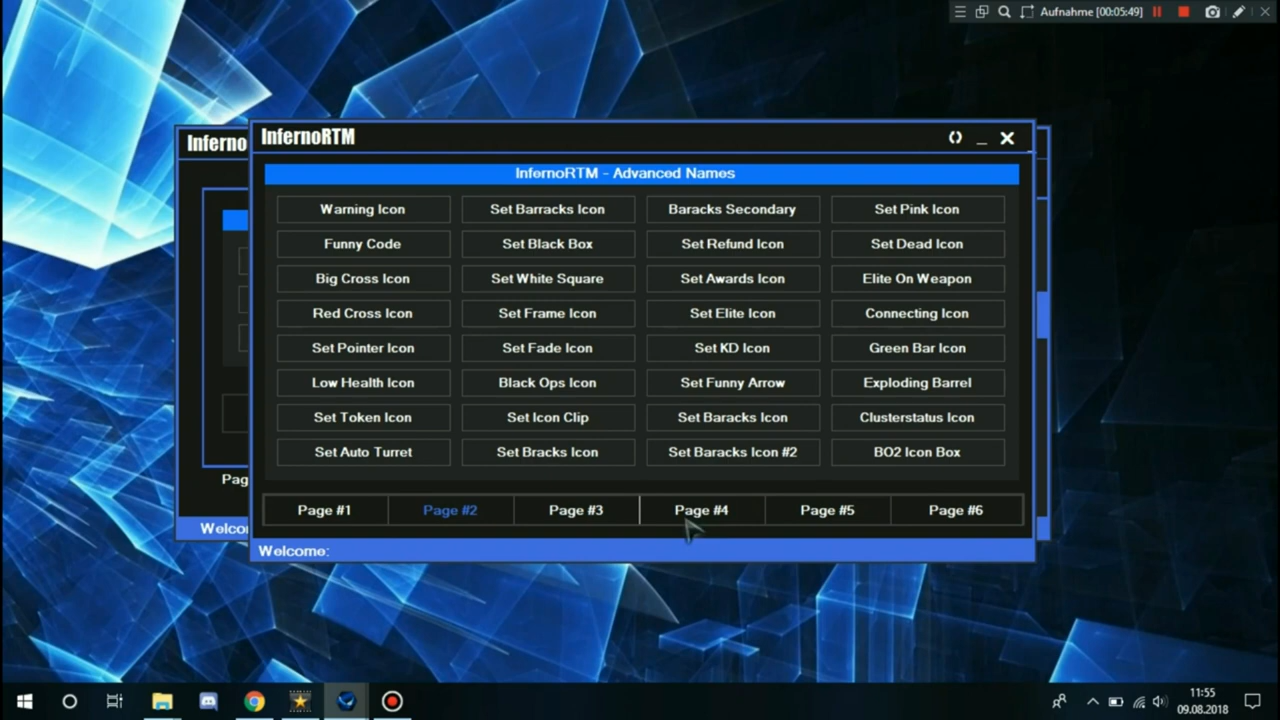 Aufnahme [00:05:49]
Inferno
InfernoRTM
InfernoRTM - Advanced Names
Warning Icon
Set Barracks Icon
Baracks Secondary
Set Pink Icon
Funny Code
Set Black Box
Set Refund Icon
Set Dead Icon
Big Cross Icon
Set White Square
Set Awards Icon
Elite On Weapon
Red Cross Icon
Set Frame Icon
Set Elite Icon
Connecting Icon
Set Pointer Icon
Set Fade Icon
Set KD Icon
Green Bar Icon
Low Health Icon
Black Ops Icon
Set Funny Arrow
Exploding Barrel
Set Token Icon
Set Icon Clip
Set Baracks Icon
Clusterstatus Icon
Set Auto Turret
Set Bracks Icon
Set Baracks Icon #2
BO2 Icon Box
Pag
Page #1
Page #2
Page #3
Page #4
Page #5
Page #6
Welco
Welcome:
11:55
09.08.2018